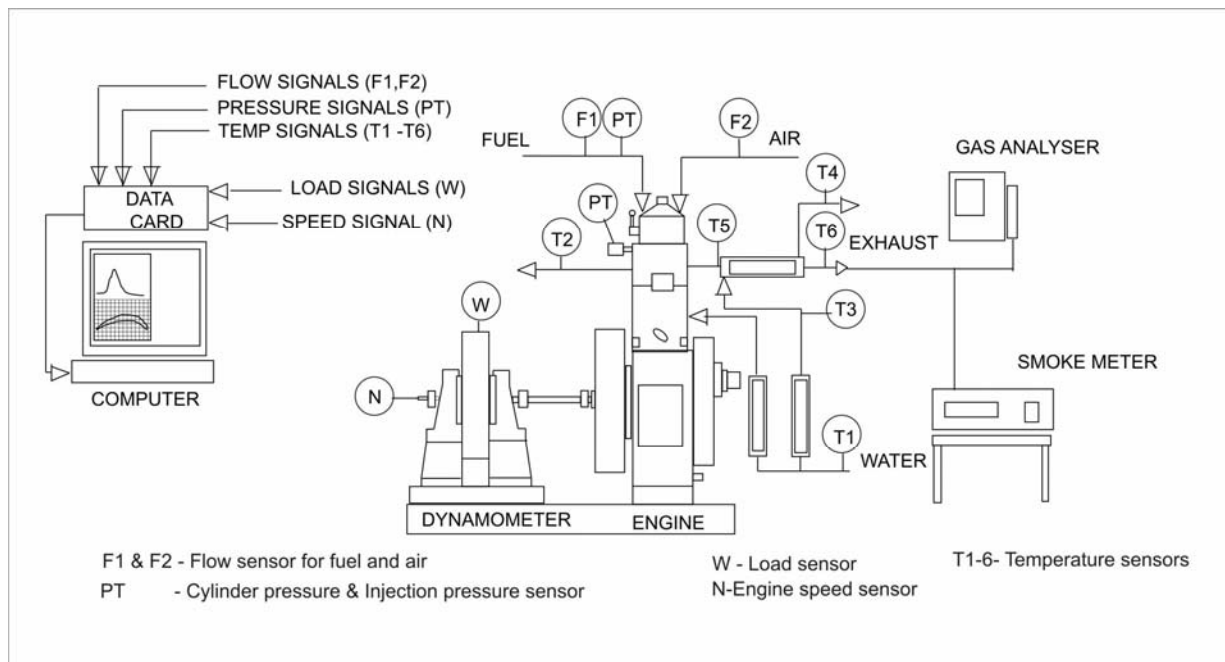 FLOW SIGNALS (F1,F2)
PRESSURE SIGNALS (PT)
TEMP SIGNALS (T1 -T6)
LOAD SIGNALS (W)
SPEED SIGNAL (N)
DATA
CARD
COMPUTER
FUEL
F1
PT
F2
AIR
PT
T2
T5
T4
T6
EXHAUST
GAS ANALYSER
W
T3
N
T1
WATER
SMOKE METER
DYNAMOMETER
ENGINE
F1 & F2 - Flow sensor for fuel and air
PT - Cylinder pressure & Injection pressure sensor
W - Load sensor
N-Engine speed sensor
T1-6- Temperature sensors